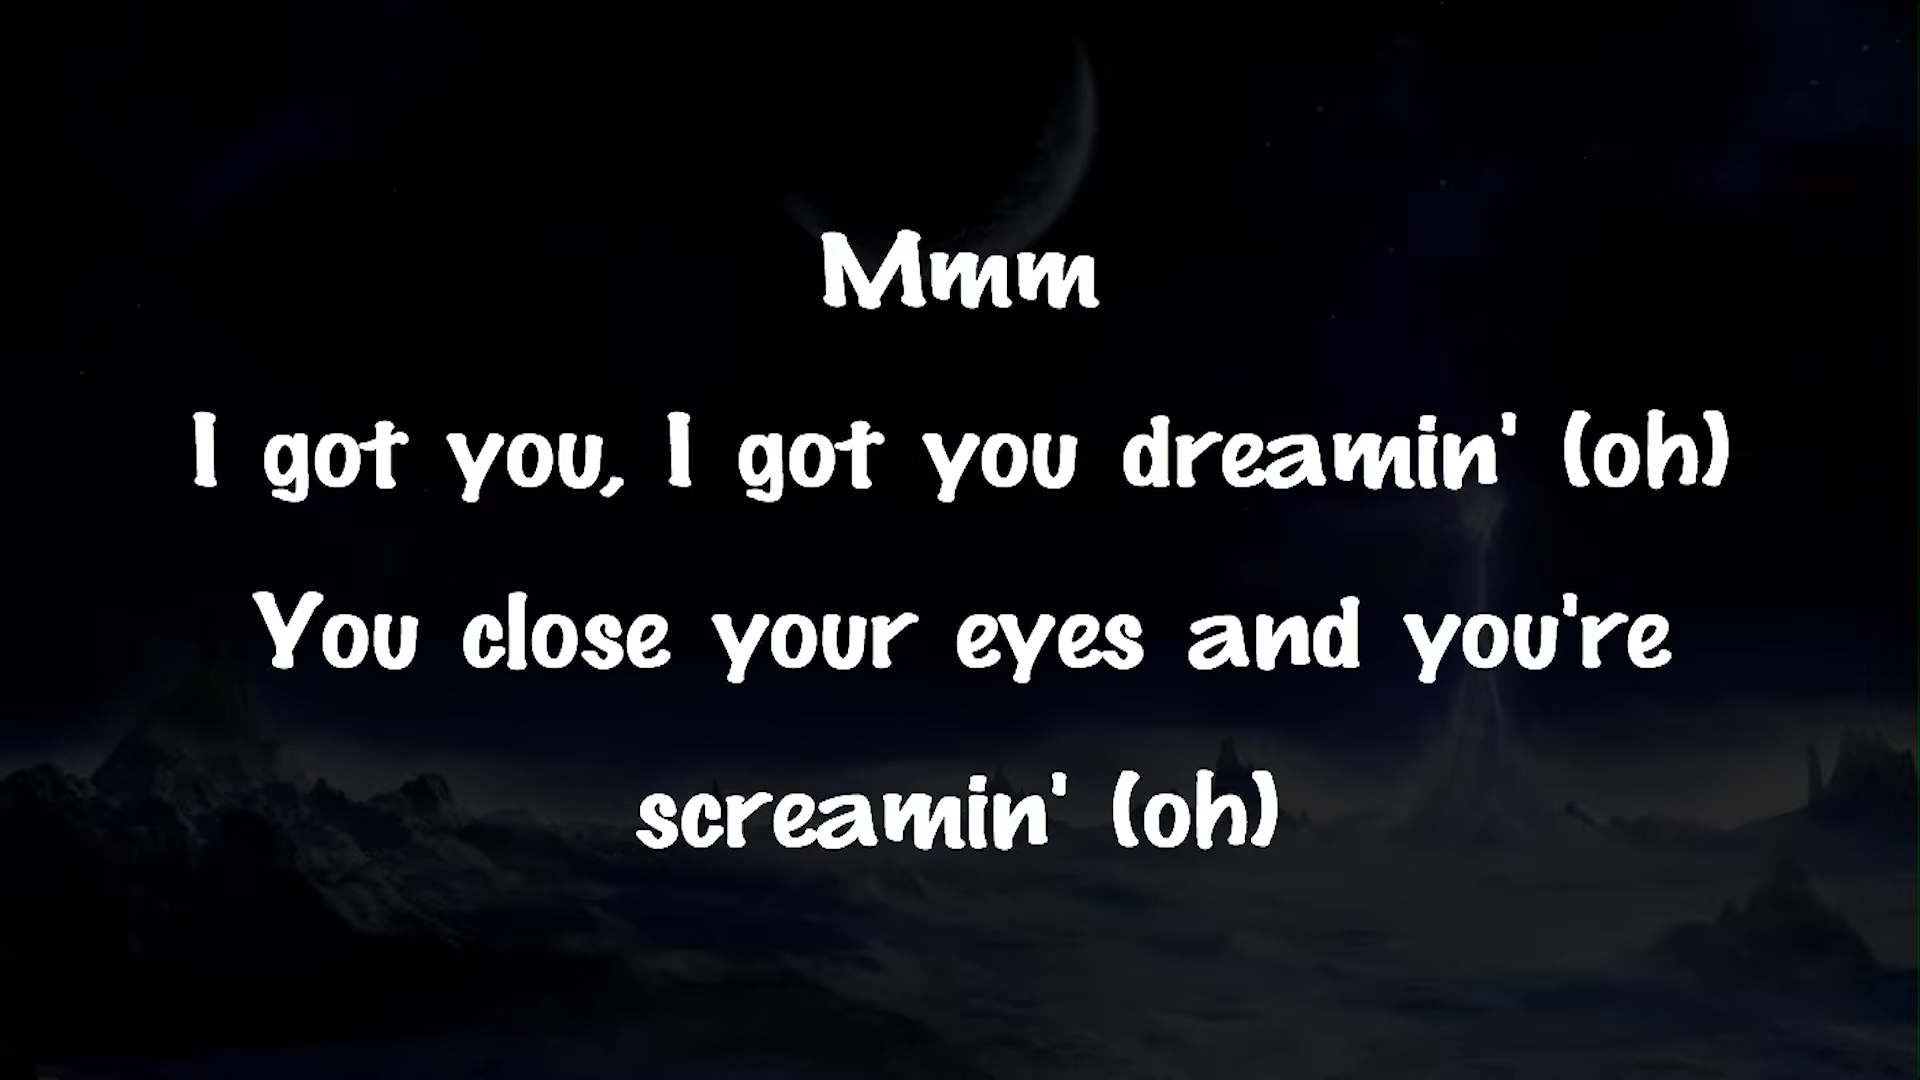 Mmm
I got you, I got you dreamin' (oh)
You close your eyes and you're
screamin' (oh)